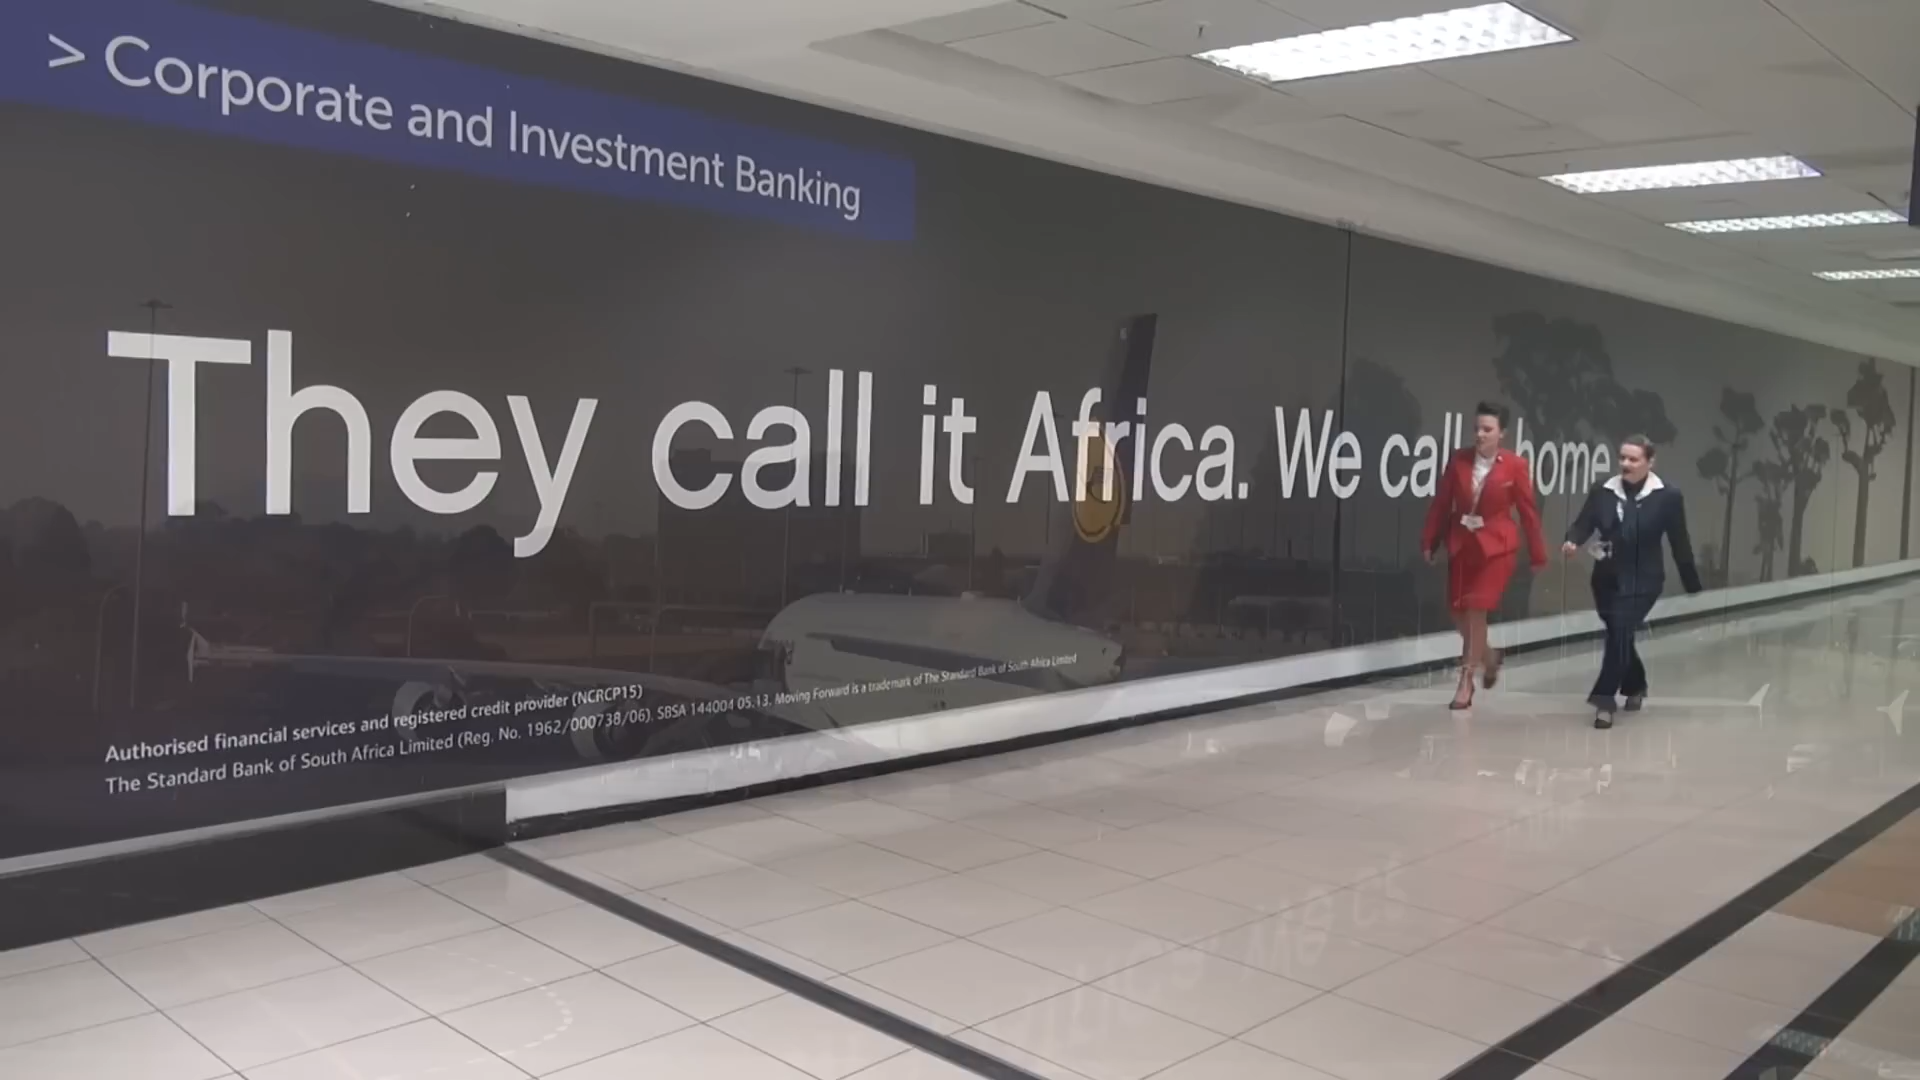 > Corporate and Investment Banking
They call it Africa. We call home
Authorised financial services and registered credit provider (NCRCP15)
The Standard Bank of South Africa Limited (Reg. No. 1962/000738/06). SBSA 144004 05.13. Moving Forward is a trademark of The Standard Bank of South Africa Limited